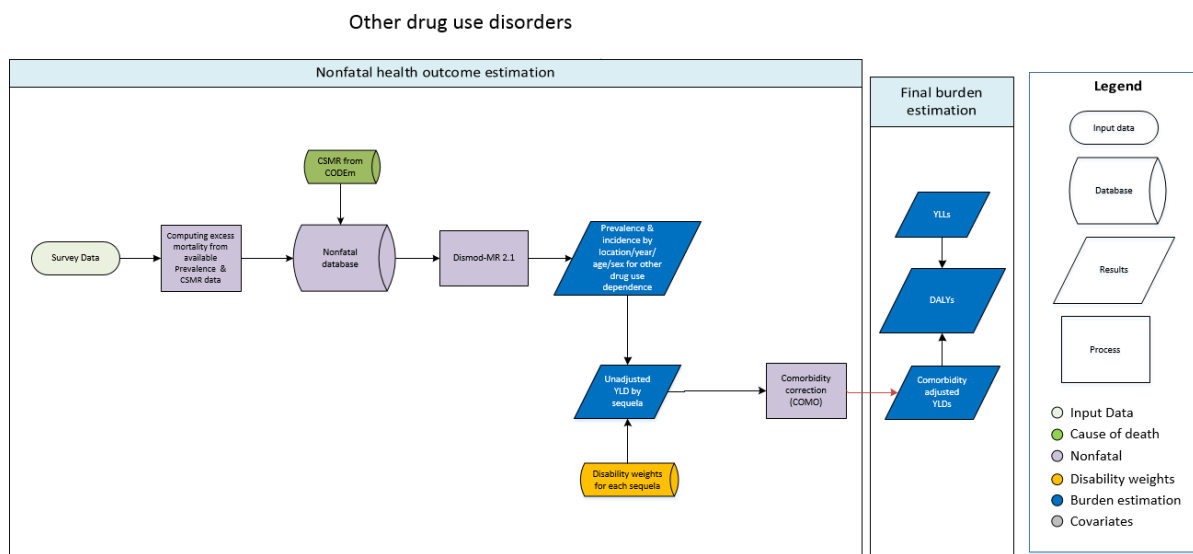 Other drug use disorders
Nonfatal health outcome estimation
Final burden
estimation
Legend
Input data
Database
Results
Process
Input Data
Cause of death
Nonfatal
Disability weights
Burden estimation
Covariates
CSMR from
CODEm
Survey Data
Computing excess
mortality from
available
Prevalence &
CSMR data
Nonfatal
database
Dismod-MR 2.1
Prevalence &
incidence by
location/year/
age/sex for other
drug use
dependence
Unadjusted
YLD by
sequela
Disability weights
for each sequela
Comorbidity
correction
(COMO)
YLLs
DALYs
Comorbidity
adjusted
YLDs